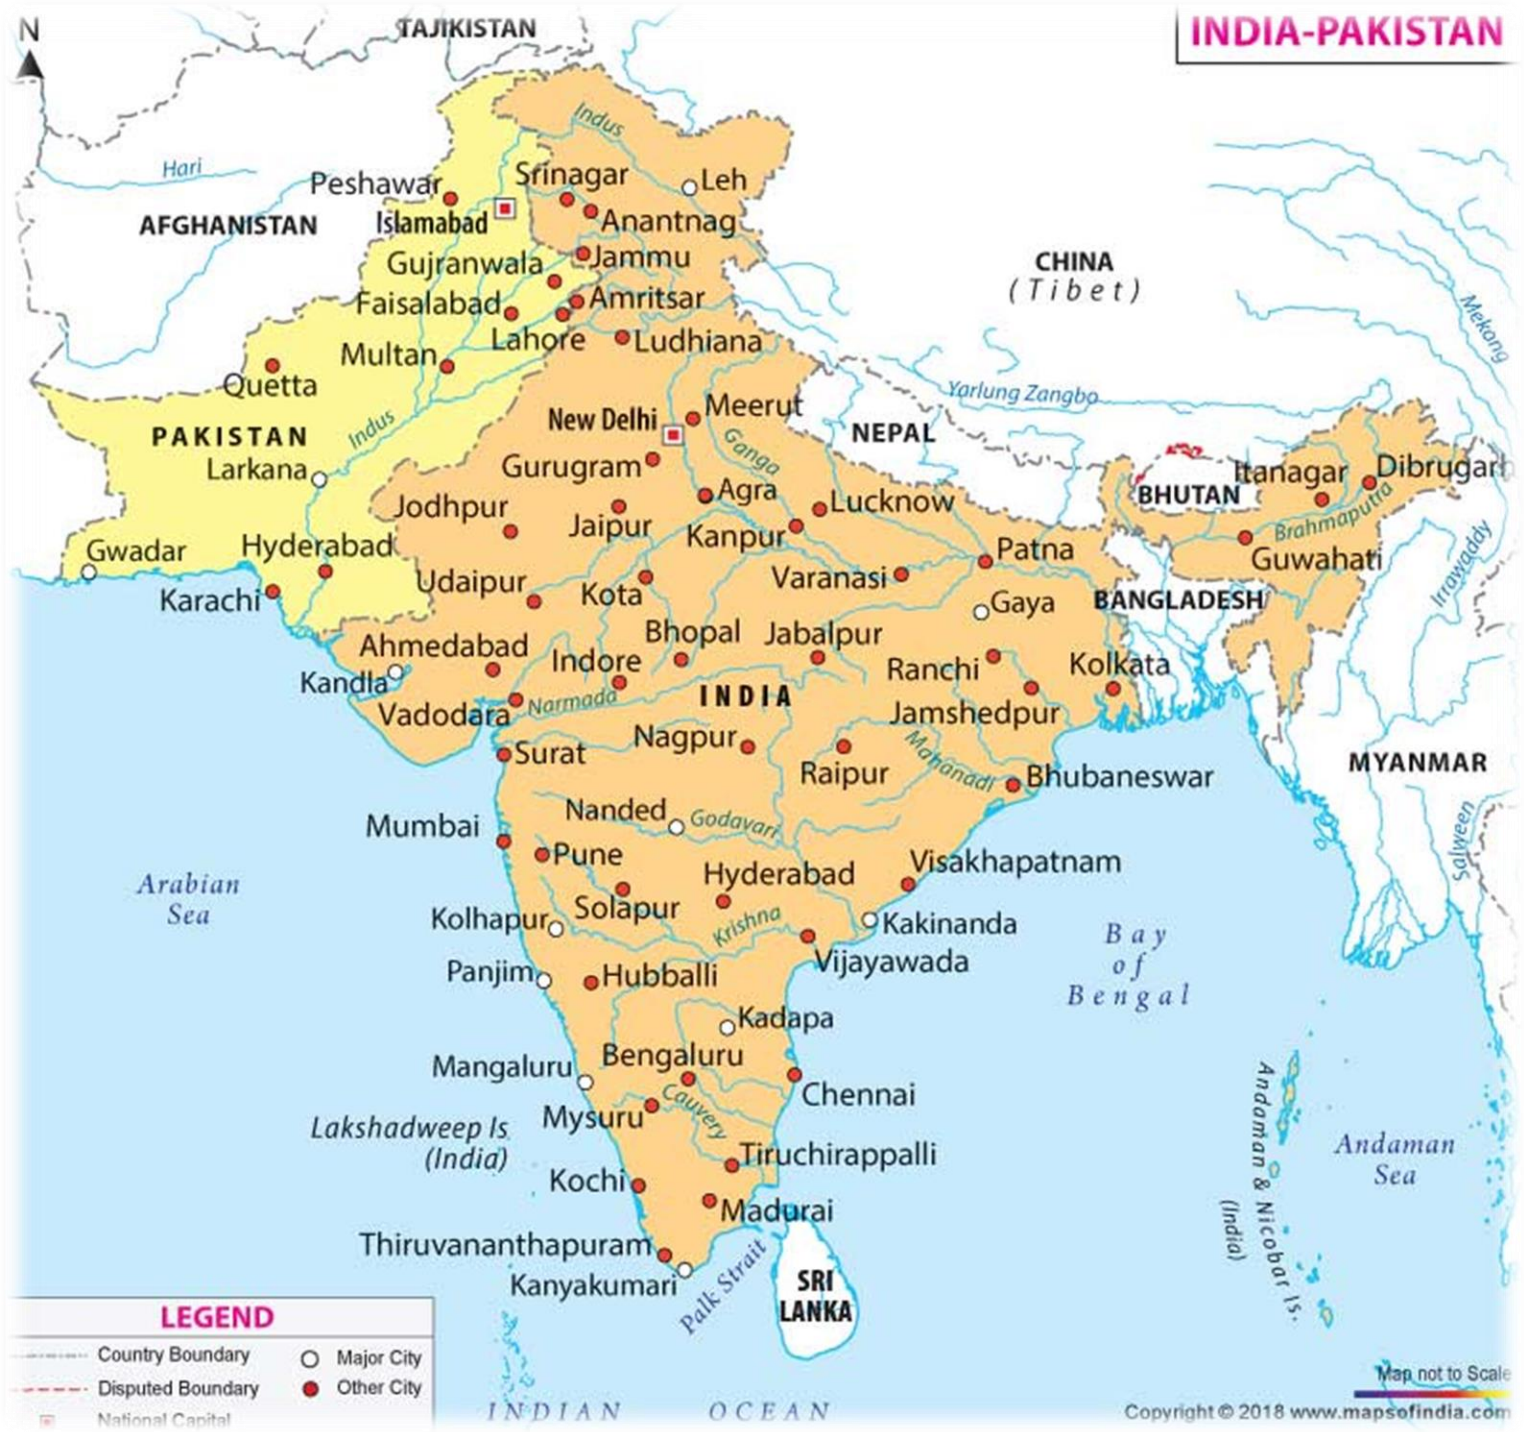 INDIA-PAKISTAN
N
TAJIKISTAN
Indus
Hari
Peshawar
Srinagar
Leh
AFGHANISTAN
Islamabad
Anantnag
Gujranwala
Jammu
CHINA
(Tibet)
Faisalabad
Amritsar
Mekong
Lahore
Ludhiana
Multan
Quetta
Yarlung Zangbo
New Delhi
Meerut
NEPAL
PAKISTAN
Indus
Ganga
Larkana
Gurugram
Itanagar
Dibrugarh
Agra
BHUTAN
Jodhpur
Lucknow
Jaipur
Kanpur
Brahmaputra
Gwadar
Hyderabad
Patna
Guwahati
Irrawaddy
Karachi
Udaipur
Kota
Varanasi
Gaya
BANGLADESH
Ahmedabad
Bhopal
Jabalpur
Kandla
Indore
Ranchi
Kolkata
Vadodara
Narmada
INDIA
Jamshedpur
Surat
Nagpur
Raipur
Mahanadi
Bhubaneswar
MYANMAR
Mumbai
Nanded
Godavari
Salween
Pune
Visakhapatnam
Arabian
Sea
Hyderabad
Solapur
Kolhapur
Krishna
Kakinanda
Bay
of
Bengal
Vijayawada
Panjim
Hubballi
Kadapa
Mangaluru
Bengaluru
Chennai
Mysuru
Cauvery
Lakshadweep Is
(India)
Tiruchirappalli
Andaman & Nicobar Is.
(India)
Andaman
Sea
Kochi
Madurai
Thiruvananthapuram
Kanyakumari
Palk Strait
SRI
LANKA
LEGEND
Country Boundary
Major City
Disputed Boundary
Other City
National Capital
INDIAN OCEAN
Map not to Scale
Copyright © 2018 www.mapsofindia.com